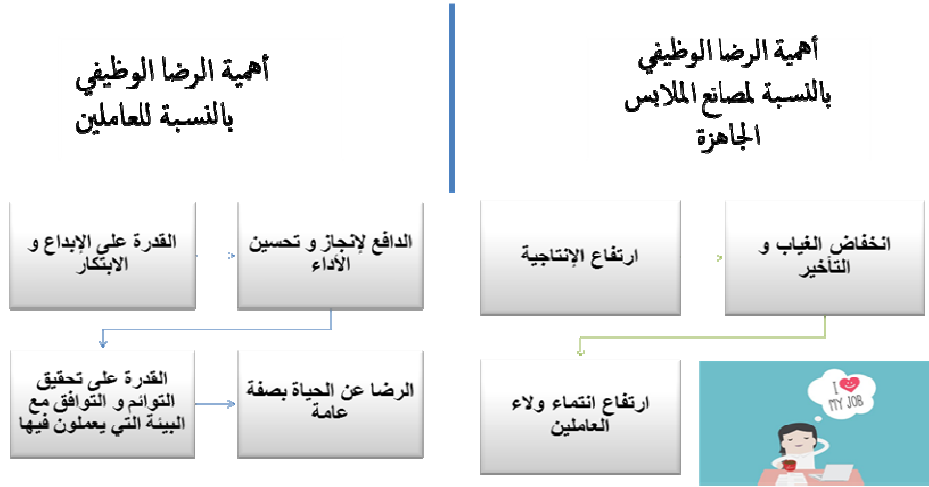 أهمية الرضا الوظيفي
بالنسبة لمصانع الملابس
الجاهزة
ارتفاع الإنتاجية
انخفاض الغياب و
التأخير
ارتفاع انتماء ولاء
العاملين
I ❤
MY JOB
أهمية الرضا الوظيفي
بالنسبة للعاملين
القدرة علي الإبداع و
الابتكار
الدافع لإنجاز و تحسين
الأداء
القدرة على تحقيق
التوائم و التوافق مع
البيئة التي يعملون فيها
الرضا عن الحياة بصفة
عامة